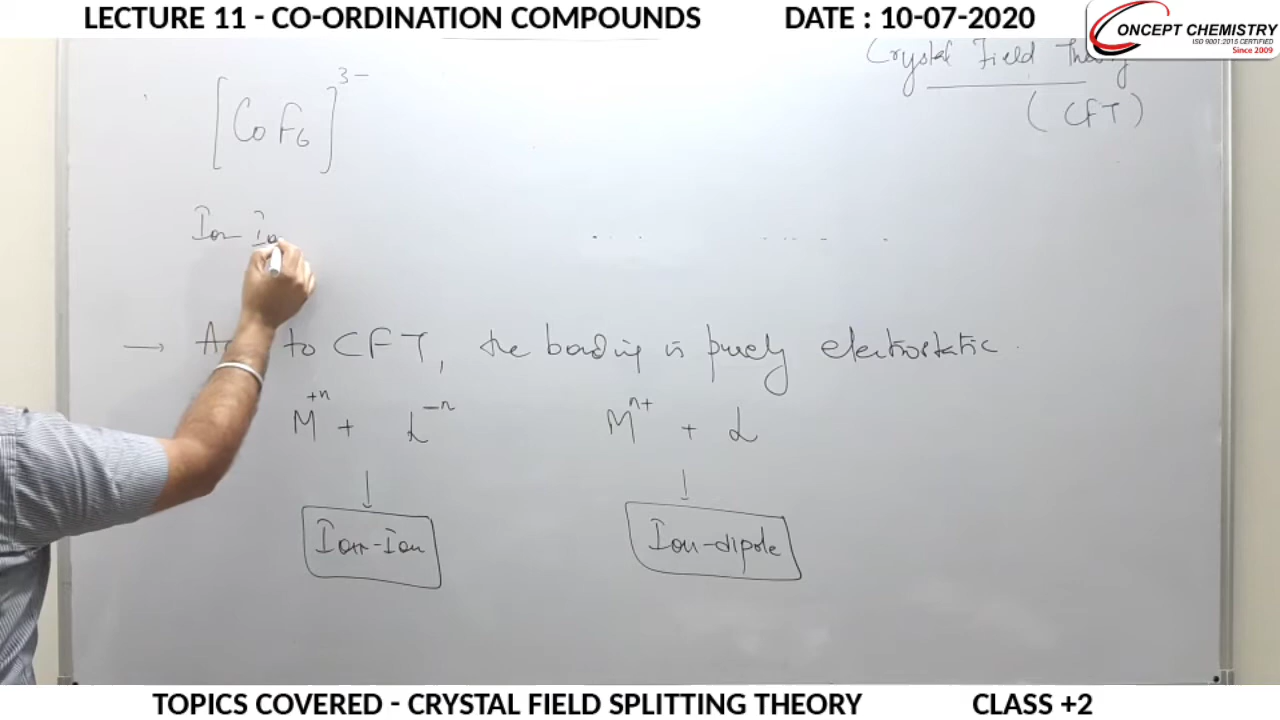 LECTURE 11 - CO-ORDINATION COMPOUNDS DATE : 10-07-2020
CONCEPT CHEMISTRY
ISO 9001:2015 CERTIFIED
Since 2009
Crystal Field Theory
(CFT)
[CoF6]3-
Ion Io
→ to CFT, the bonding is purely electrostatic.
M+n + L-n Mn+ + L
↓ ↓
Ion-Ion Ion-dipole
TOPICS COVERED - CRYSTAL FIELD SPLITTING THEORY CLASS +2